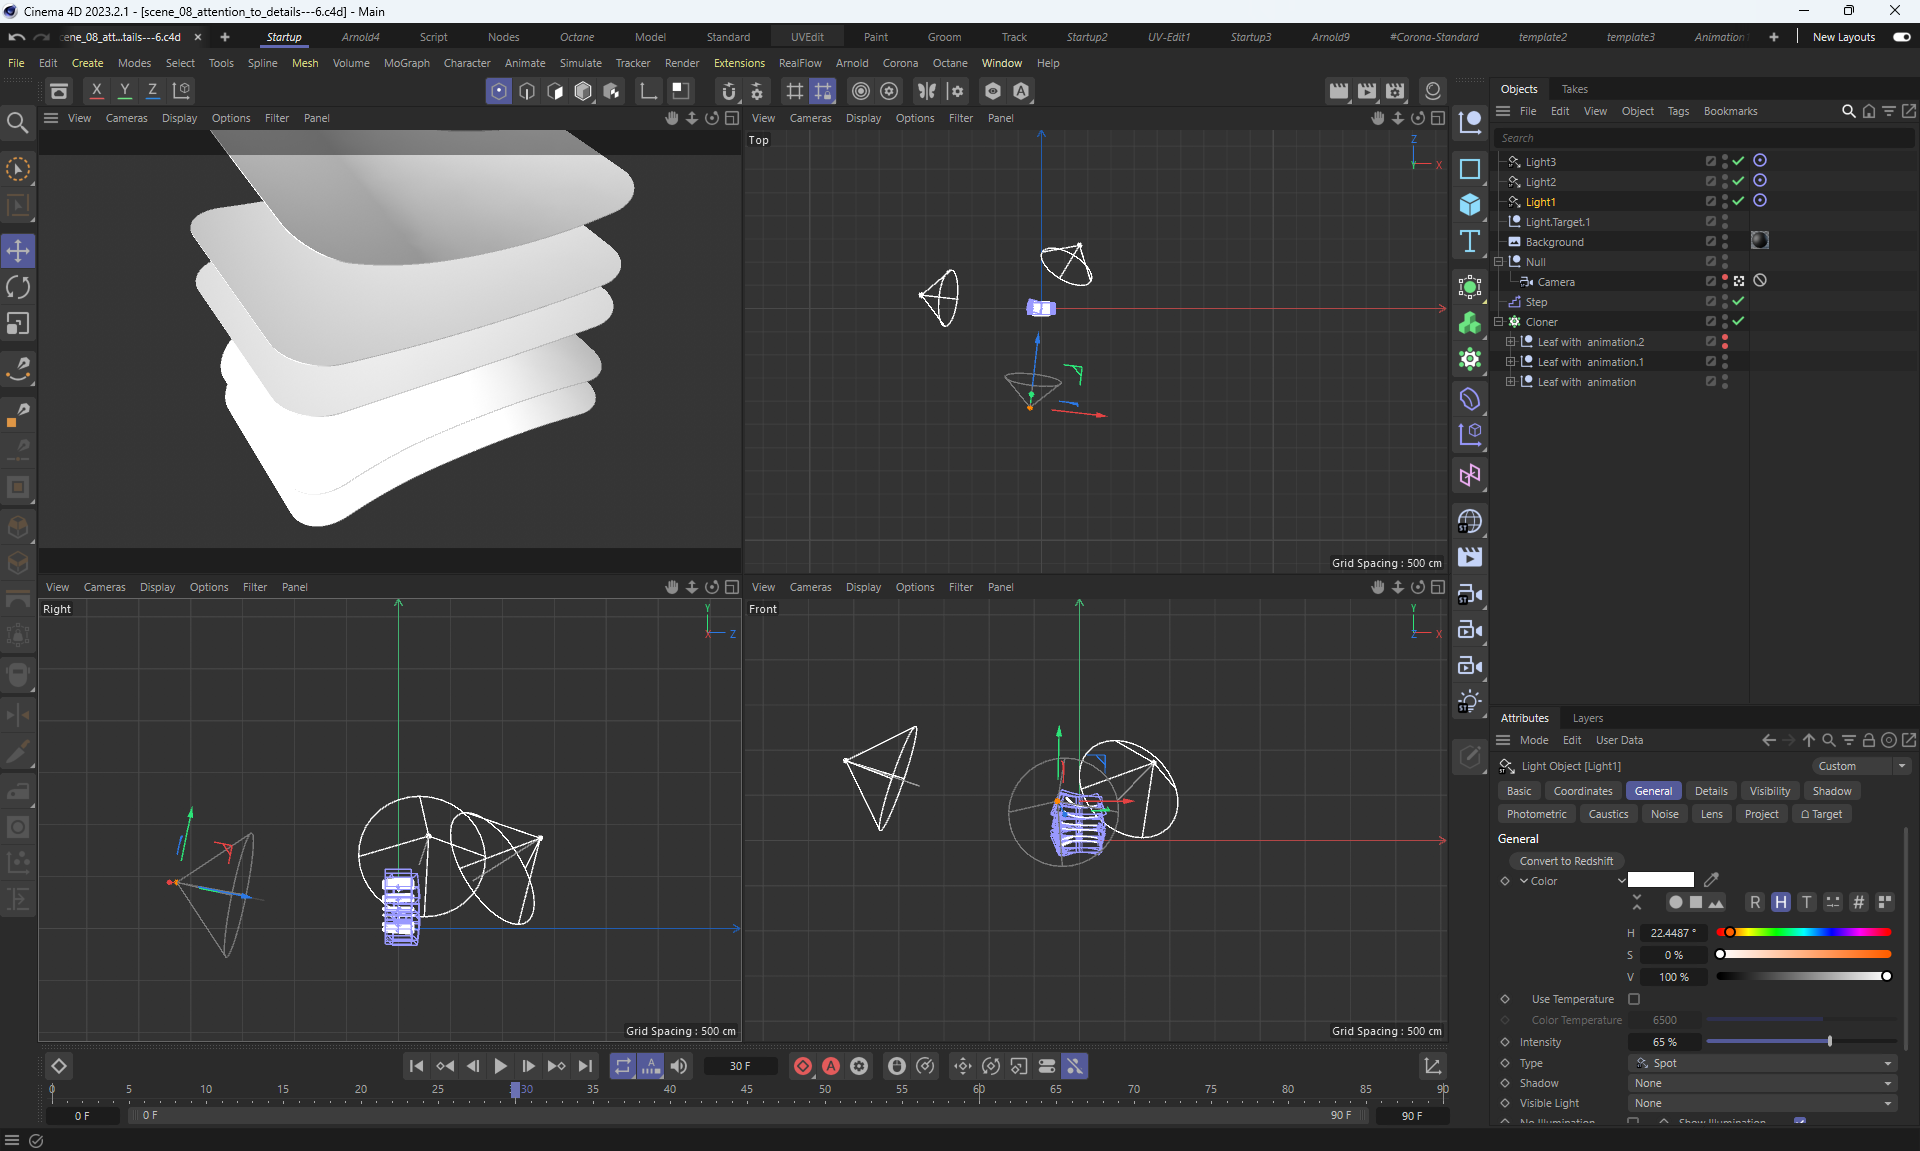 Cinema 4D 2023.2.1 - [scene_08_attention_to_details---6.c4d] - Main
cene_08_att...tails---6.c4d
Startup
Arnold4
Script
Nodes
Octane
Model
Standard
UVEdit
Paint
Groom
Track
Startup2
UV-Edit1
Startup3
Arnold9
#Corona-Standard
template2
template3
Animation
New Layouts
File Edit Create Modes Select Tools Spline Mesh Volume MoGraph Character Animate Simulate Tracker Render Extensions RealFlow Arnold Corona Octane Window Help
X Y Z
View Cameras Display Options Filter Panel
View Cameras Display Options Filter Panel
Top
Z
Y X
Grid Spacing : 500 cm
View Cameras Display Options Filter Panel
Right
Y
X Z
Grid Spacing : 500 cm
View Cameras Display Options Filter Panel
Front
Y
Z X
Grid Spacing : 500 cm
Objects Takes
File Edit View Object Tags Bookmarks
Search
Light3
Light2
Light1
Light.Target.1
Background
Null
Camera
Step
Cloner
Leaf with animation.2
Leaf with animation.1
Leaf with animation
Attributes Layers
Mode Edit User Data
Light Object [Light1]
Custom
Basic Coordinates General Details Visibility Shadow
Photometric Caustics Noise Lens Project Target
General
Convert to Redshift
Color
R H T #
H 22.4487 °
S 0 %
V 100 %
Use Temperature
Color Temperature 6500
Intensity 65 %
Type Spot
Shadow None
Visible Light None
No Illumination Show Illumination
30 F
0 5 10 15 20 25 30 35 40 45 50 55 60 65 70 75 80 85 90
0 F
0 F
90 F
90 F